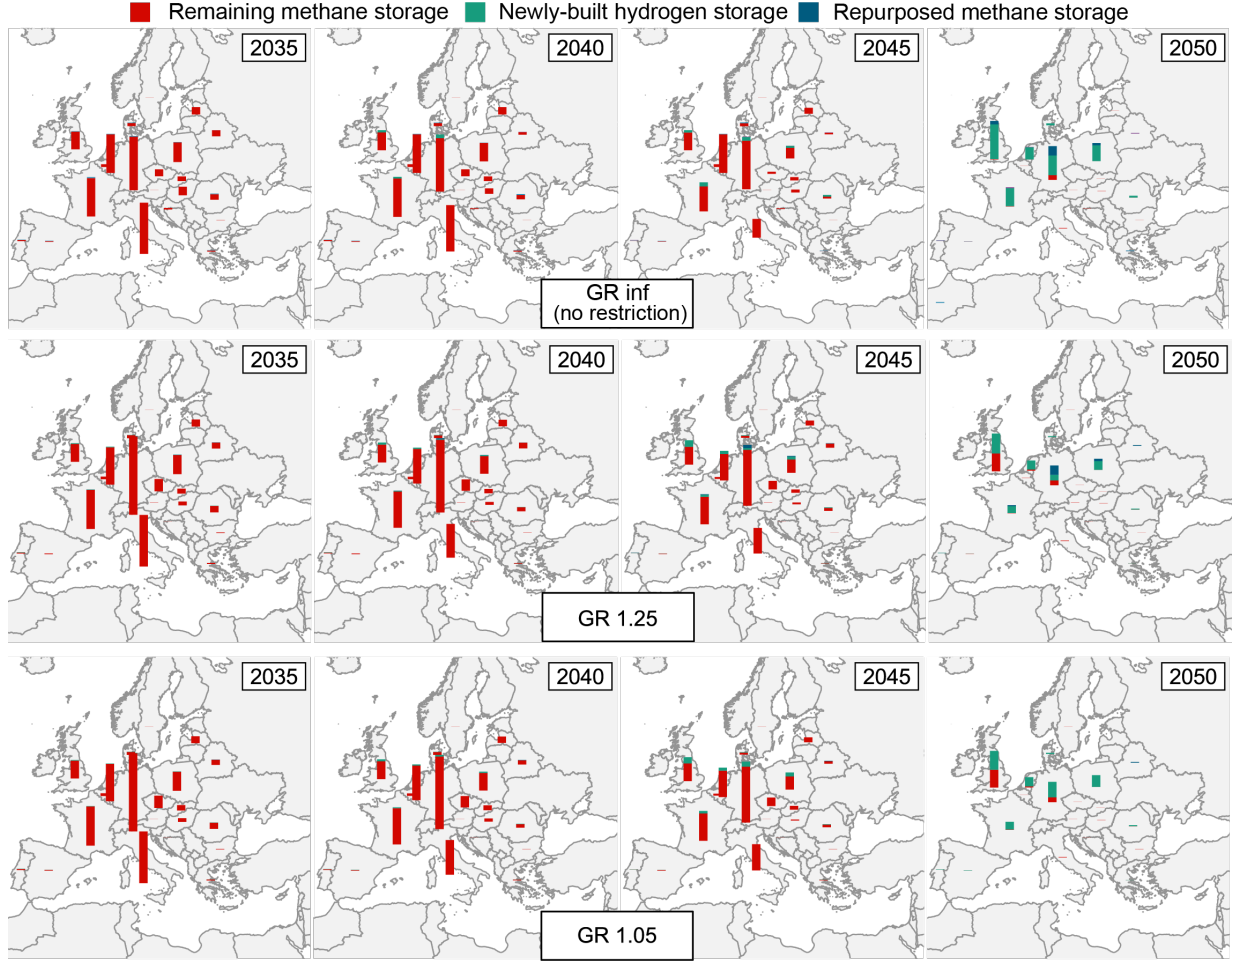 Remaining methane storage Newly-built hydrogen storage Repurposed methane storage
2035 2040 2045 2050
GR inf
(no restriction)
2035 2040 2045 2050
GR 1.25
2035 2040 2045 2050
GR 1.05